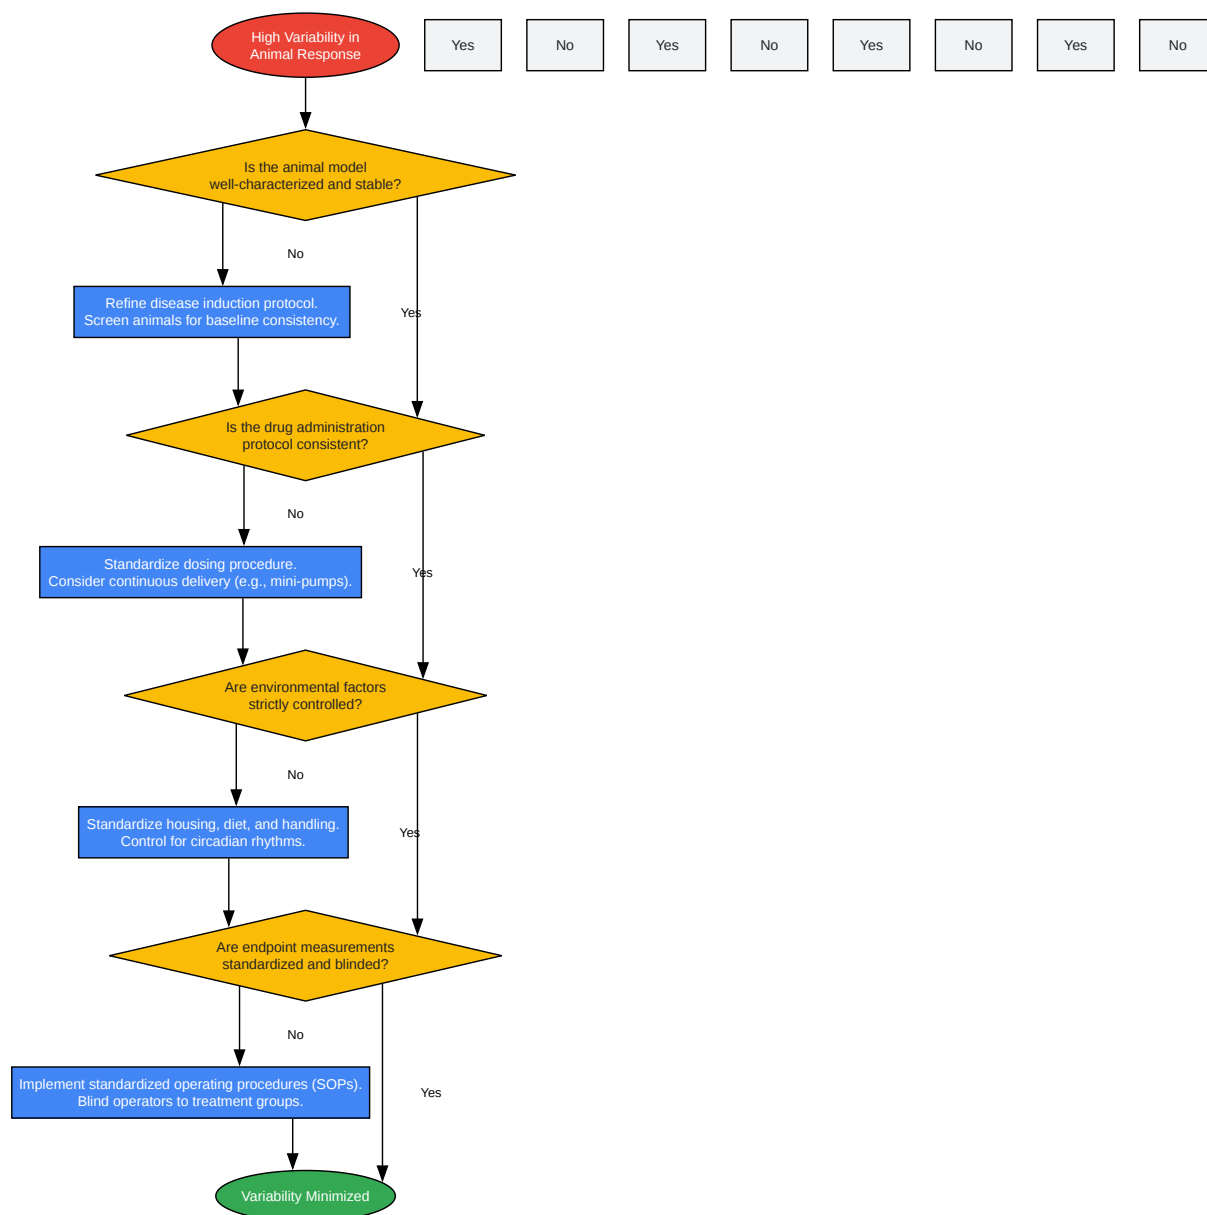 High Variability in
Animal Response
Yes
No
Yes
No
Yes
No
Yes
No
Is the animal model
well-characterized and stable?
No
Refine disease induction protocol.
Screen animals for baseline consistency.
Yes
Is the drug administration
protocol consistent?
No
Standardize dosing procedure.
Consider continuous delivery (e.g., mini-pumps).
Yes
Are environmental factors
strictly controlled?
No
Standardize housing, diet, and handling.
Control for circadian rhythms.
Yes
Are endpoint measurements
standardized and blinded?
No
Implement standardized operating procedures (SOPs).
Blind operators to treatment groups.
Yes
Variability Minimized